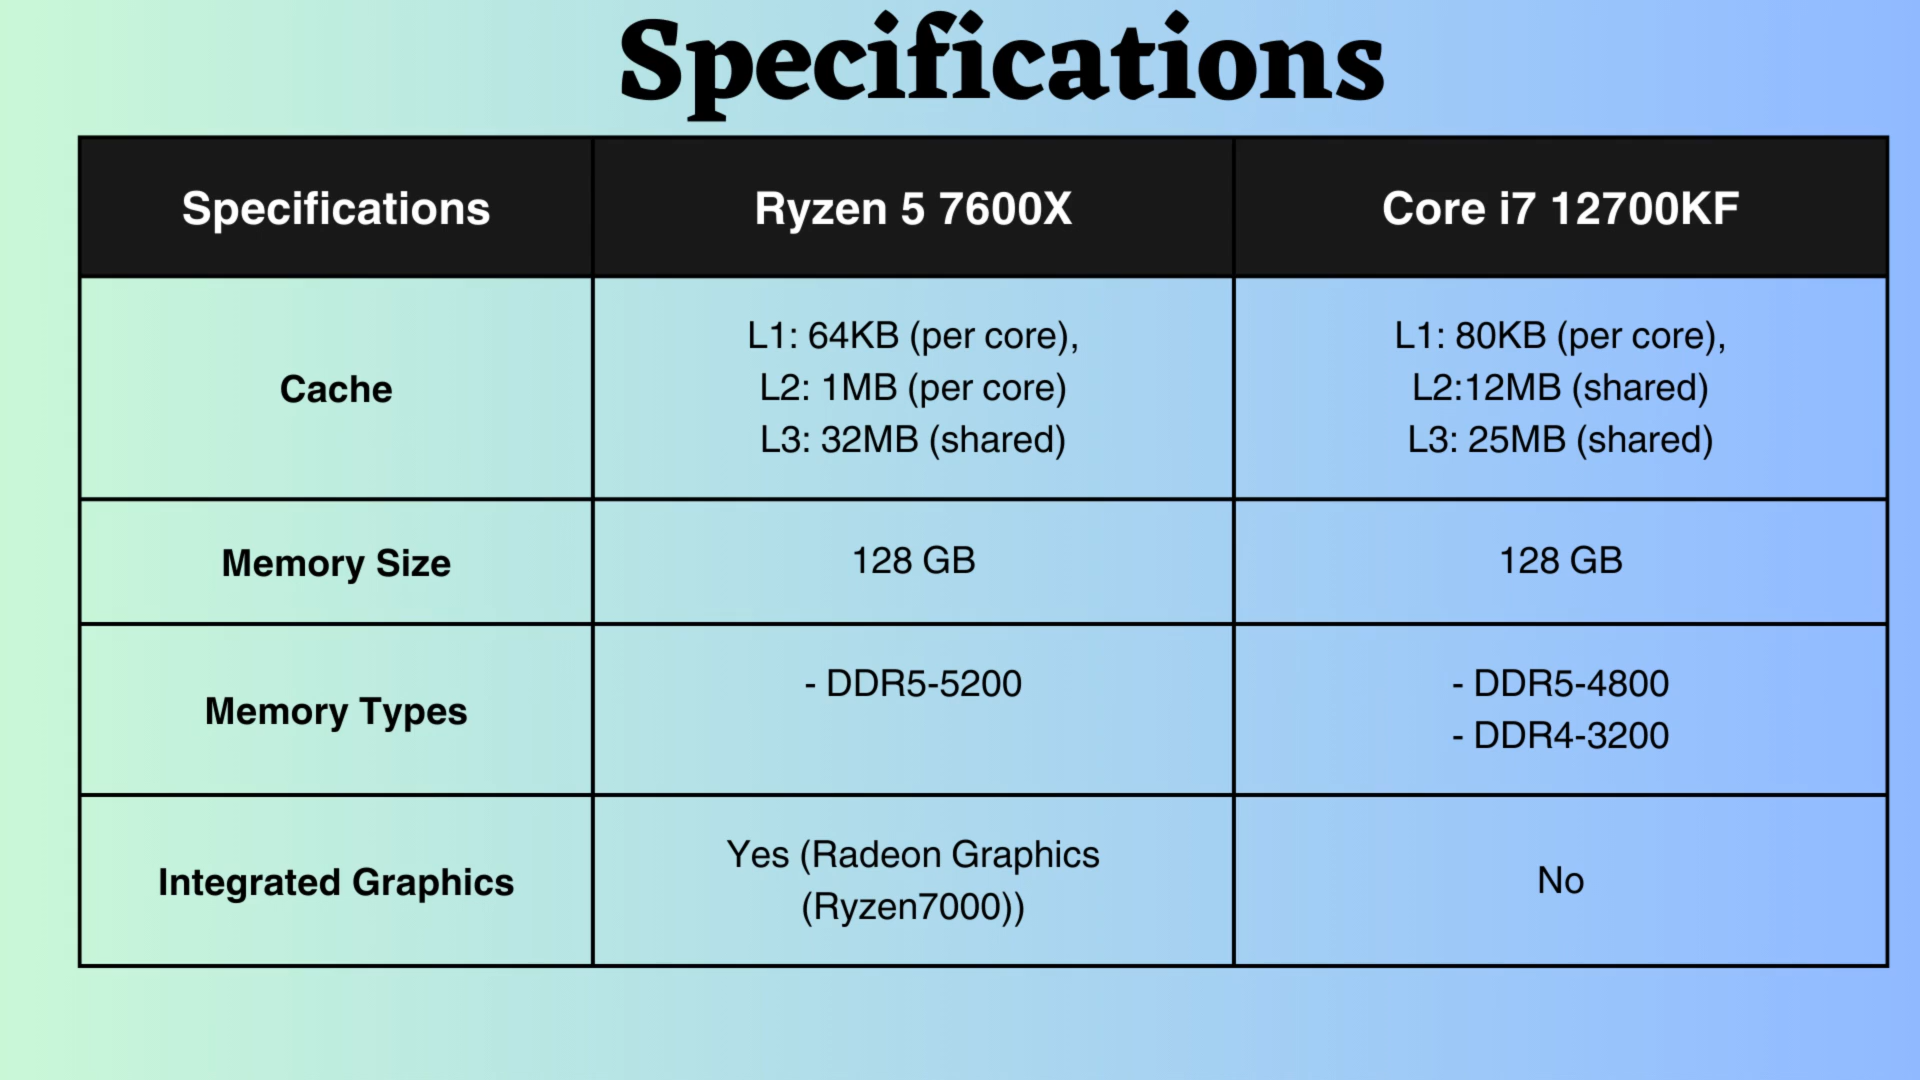 Specifications
Specifications
Ryzen 5 7600X
Core i7 12700KF
Cache
L1: 64KB (per core),
L2: 1MB (per core)
L3: 32MB (shared)
L1: 80KB (per core),
L2:12MB (shared)
L3: 25MB (shared)
Memory Size
128 GB
128 GB
Memory Types
- DDR5-5200
- DDR5-4800
- DDR4-3200
Integrated Graphics
Yes (Radeon Graphics
(Ryzen7000))
No